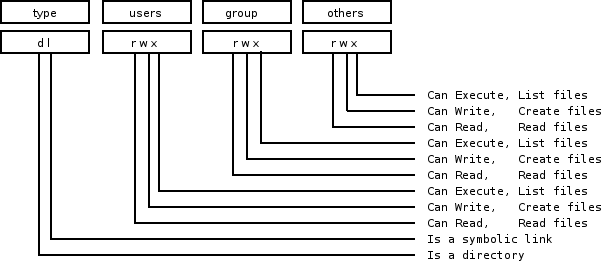 type users group others
d l r w x r w x r w x
Can Execute, List files
Can Write, Create files
Can Read, Read files
Can Execute, List files
Can Write, Create files
Can Read, Read files
Can Execute, List files
Can Write, Create files
Can Read, Read files
Is a symbolic link
Is a directory